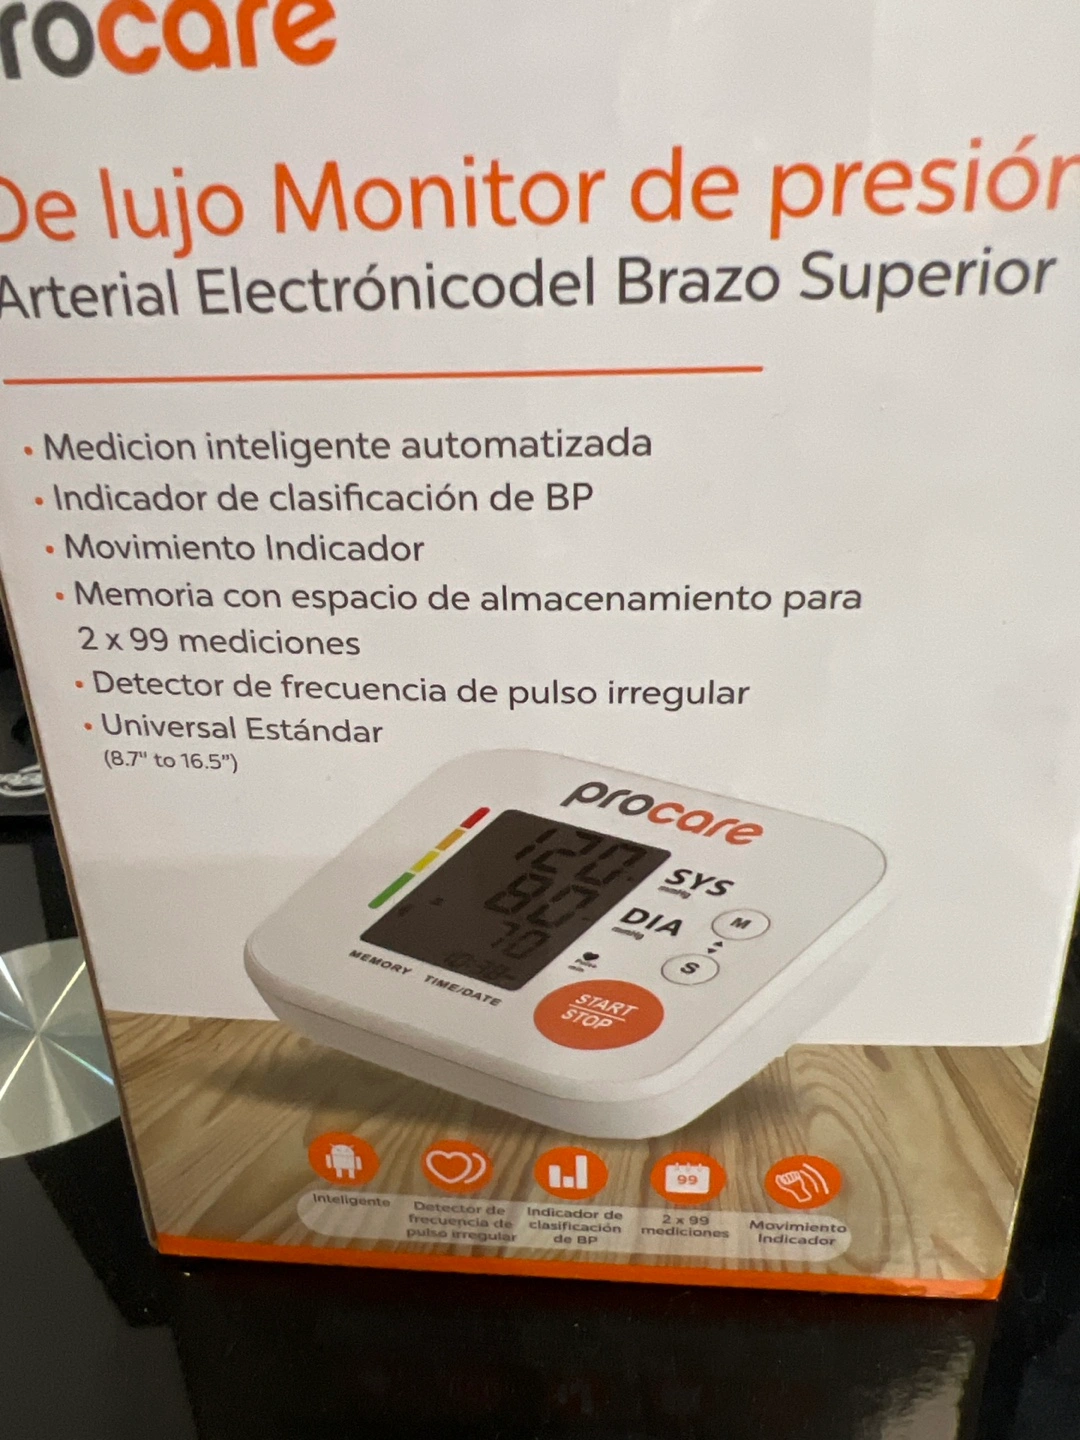 rocare
De lujo Monitor de presión
Arterial Electrónicodel Brazo Superior
• Medicion inteligente automatizada
• Indicador de clasificación de BP
• Movimiento Indicador
• Memoria con espacio de almacenamiento para
2 x 99 mediciones
• Detector de frecuencia de pulso irregular
• Universal Estándar
(8.7" to 16.5")
procare
120
SYS
mmHg
80
DIA
mmHg
M
70
S
MEMORY TIME/DATE
START
STOP
99
Inteligente
Detector de
frecuencia de
pulso irregular
Indicador de
clasificación
de BP
2 x 99
mediciones
Movimiento
Indicador